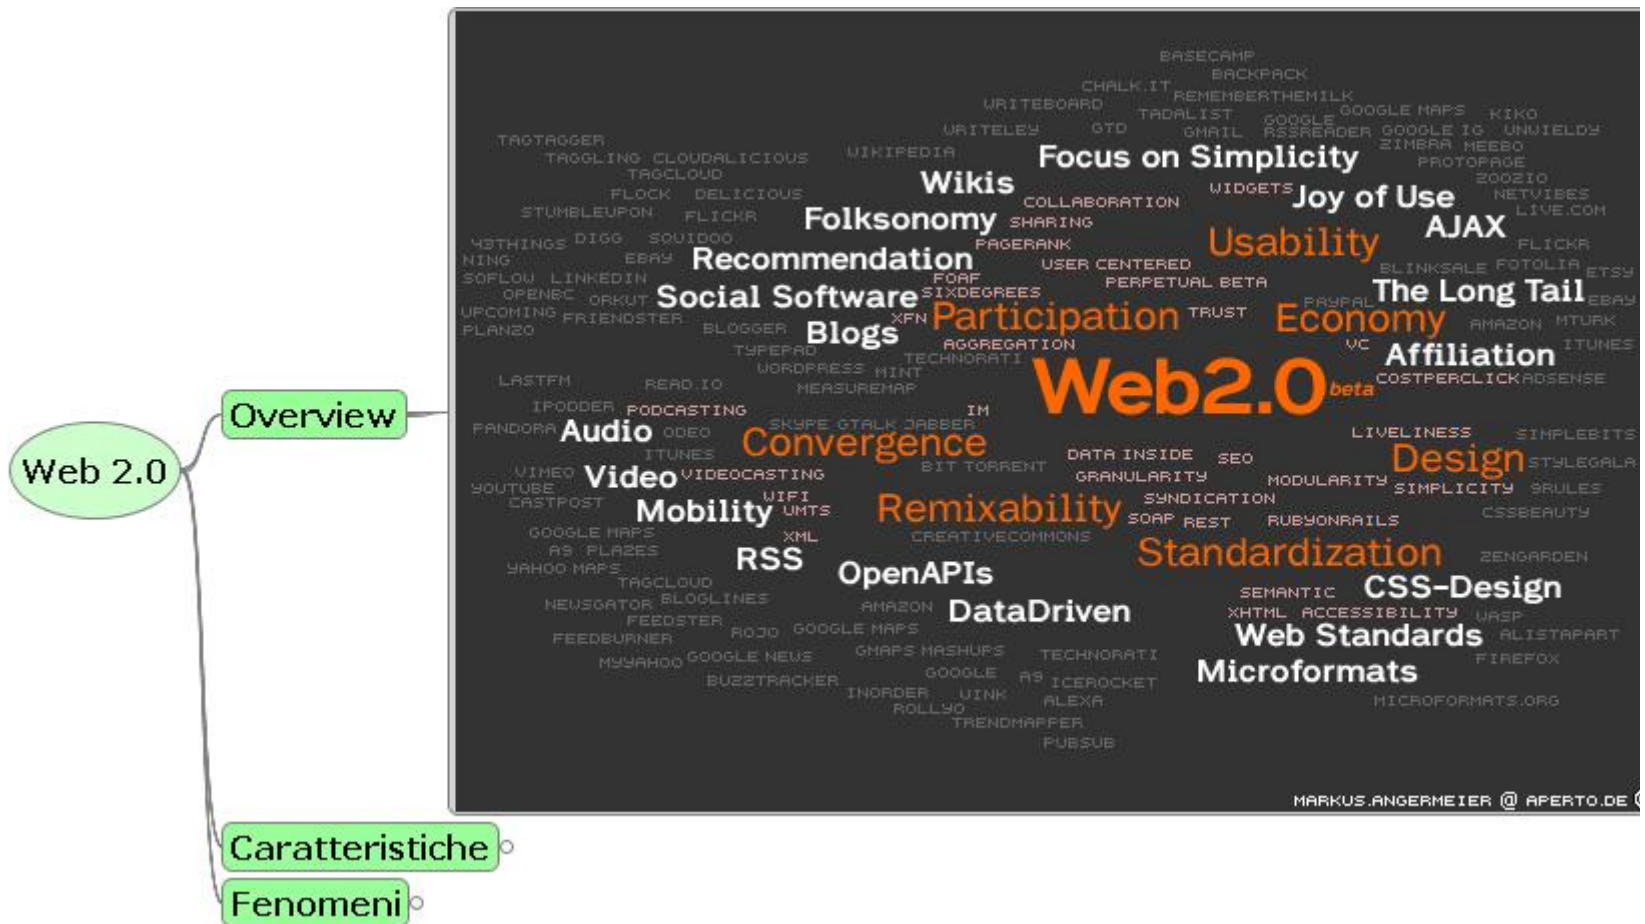 Web 2.0
Overview
BASECAMP
BACKPACK
CHALK.IT
REMEMBERTHEMILK
WRITEBOARD TADALIST GOOGLE GOOGLE MAPS KIKO
WRITELEY GTD GMAIL RSSREADER GOOGLE IG UNWIELDY
TAGTAGGER
ZIMBRA MEEBO
TAGGLING CLOUDALICIOUS WIKIPEDIA Focus on Simplicity PROTOPAGE
TAGCLOUD ZOOZIO
FLOCK DELICIOUS Wikis WIDGETS Joy of Use NETVIBES
COLLABORATION
STUMBLEUPON FLICKR Folksonomy SHARING LIVE.COM
AJAX
43THINGS DIGG SQUIDOO PAGERANK Usability FLICKR
NING EBAY Recommendation USER CENTERED BLINKSALE FOTOLIA ETSY
SOFLOW LINKEDIN FOAF PERPETUAL BETA
OPENBC ORKUT Social Software SIXDEGREES PAYPAL The Long Tail EBAY
UPCOMING FRIENDSTER XFN Participation TRUST Economy AMAZON MTURK
PLANZO BLOGGER Blogs
TYPEPAD AGGREGATION VC Affiliation ITUNES
TECHNORATI
WORDPRESS MINT
LASTFM READ.IO MEASUREMAP Web2.0 beta COSTPERCLICK ADSENSE
IPODDER PODCASTING IM
PANDORA Audio ODEO SKYPE GTALK JABBER LIVELINESS SIMPLEBITS
ITUNES Convergence DATA INSIDE SEO Design STYLEGALA
VIMEO Video VIDEOCASTING BIT TORRENT GRANULARITY MODULARITY
YOUTUBE SIMPLICITY 9RULES
CASTPOST Mobility WIFI Remixability SYNDICATION
UMTS SOAP REST RUBYONRAILS CSSBEAUTY
GOOGLE MAPS XML CREATIVECOMMONS
A9 PLAZES RSS Standardization ZENGARDEN
YAHOO MAPS OpenAPIs
TAGCLOUD SEMANTIC CSS-Design
NEWSGATOR BLOGLINES AMAZON DataDriven XHTML ACCESSIBILITY WASP
FEEDSTER
FEEDBURNER ROJO GOOGLE MAPS Web Standards ALISTAPART
MYYAHOO GOOGLE NEWS GMAPS MASHUPS TECHNORATI FIREFOX
BUZZTRACKER GOOGLE A9 ICEROCKET Microformats
INORDER WINK ALEXA MICROFORMATS.ORG
ROLLYO
TRENDMAPPER
PUBSUB
MARKUS.ANGERMEIER @ APERTO.DE
Caratteristiche
Fenomeni